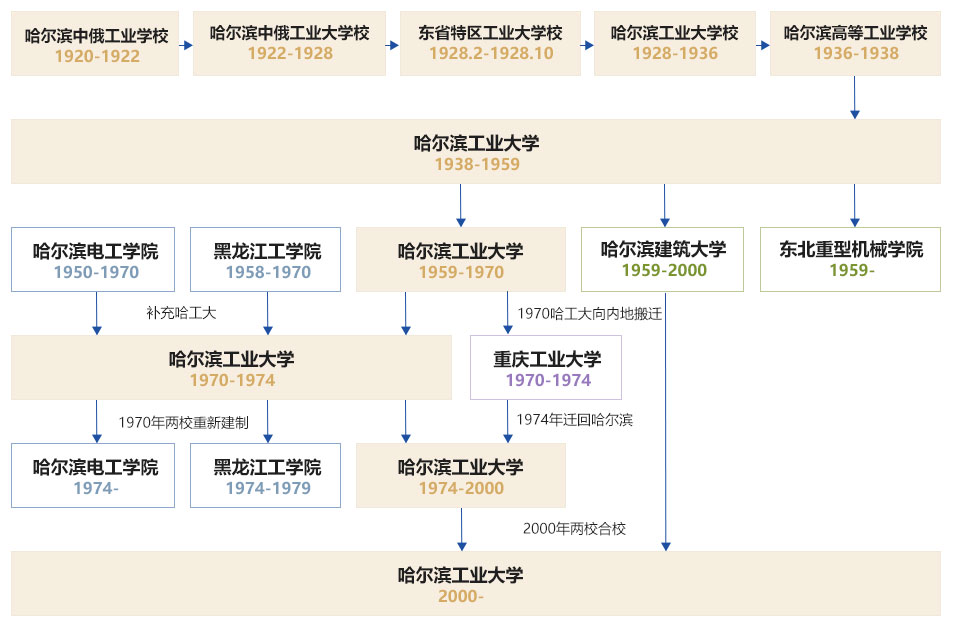 哈尔滨中俄工业学校
1920-1922
哈尔滨中俄工业大学校
1922-1928
东省特区工业大学校
1928.2-1928.10
哈尔滨工业大学校
1928-1936
哈尔滨高等工业学校
1936-1938
哈尔滨工业大学
1938-1959
哈尔滨电工学院
1950-1970
黑龙江工学院
1958-1970
哈尔滨工业大学
1959-1970
哈尔滨建筑大学
1959-2000
东北重型机械学院
1959-
补充哈工大
1970哈工大向内地搬迁
哈尔滨工业大学
1970-1974
重庆工业大学
1970-1974
1970年两校重新建制
1974年迁回哈尔滨
哈尔滨电工学院
1974-
黑龙江工学院
1974-1979
哈尔滨工业大学
1974-2000
2000年两校合校
哈尔滨工业大学
2000-